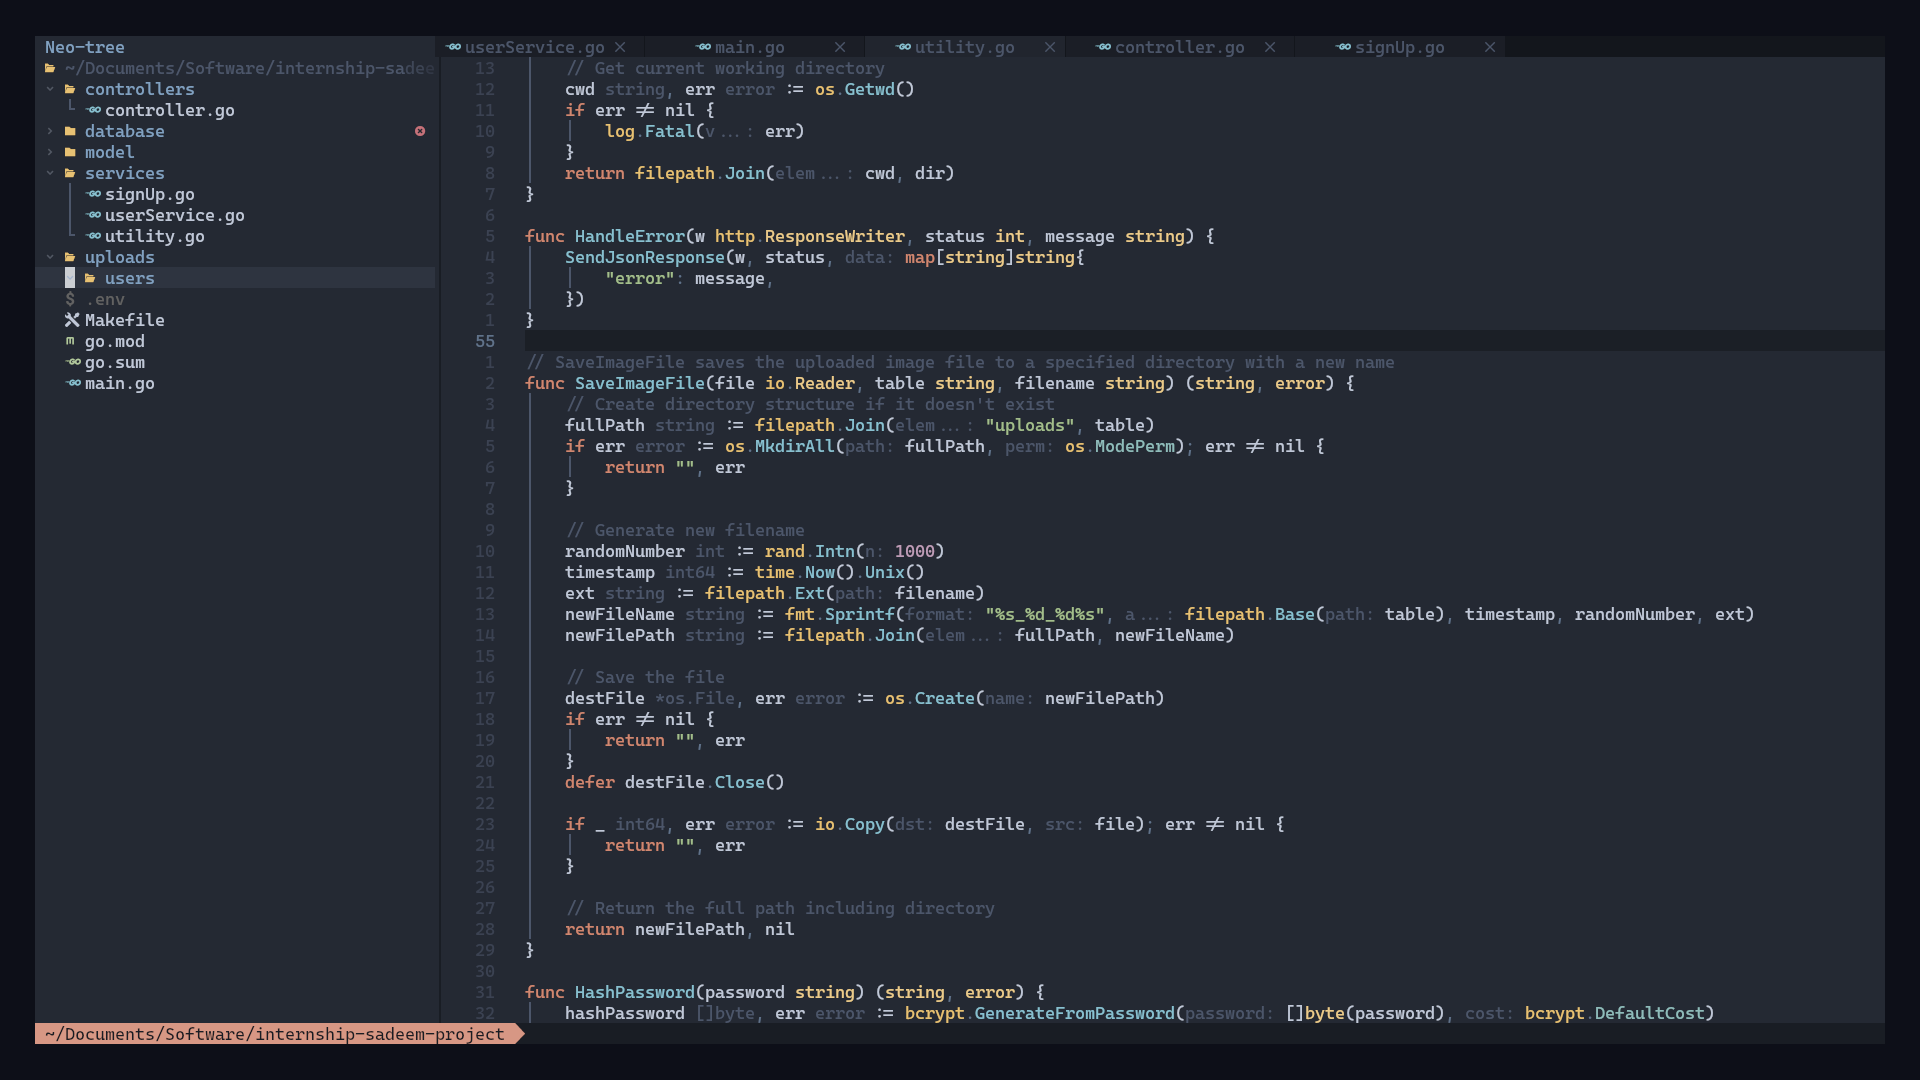 Neo-tree
~/Documents/Software/internship-sadee
controllers
controller.go
database
model
services
signUp.go
userService.go
utility.go
uploads
users
$ .env
Makefile
go.mod
go.sum
main.go
userService.go main.go utility.go controller.go signUp.go
13 // Get current working directory
12 cwd string, err error := os.Getwd()
11 if err != nil {
10 log.Fatal(v...: err)
9 }
8 return filepath.Join(elem...: cwd, dir)
7 }
6
5 func HandleError(w http.ResponseWriter, status int, message string) {
4 SendJsonResponse(w, status, data: map[string]string{
3 "error": message,
2 })
1 }
55
1 // SaveImageFile saves the uploaded image file to a specified directory with a new name
2 func SaveImageFile(file io.Reader, table string, filename string) (string, error) {
3 // Create directory structure if it doesn't exist
4 fullPath string := filepath.Join(elem...: "uploads", table)
5 if err error := os.MkdirAll(path: fullPath, perm: os.ModePerm); err != nil {
6 return "", err
7 }
8
9 // Generate new filename
10 randomNumber int := rand.Intn(n: 1000)
11 timestamp int64 := time.Now().Unix()
12 ext string := filepath.Ext(path: filename)
13 newFileName string := fmt.Sprintf(format: "%s_%d_%d%s", a...: filepath.Base(path: table), timestamp, randomNumber, ext)
14 newFilePath string := filepath.Join(elem...: fullPath, newFileName)
15
16 // Save the file
17 destFile *os.File, err error := os.Create(name: newFilePath)
18 if err != nil {
19 return "", err
20 }
21 defer destFile.Close()
22
23 if _ int64, err error := io.Copy(dst: destFile, src: file); err != nil {
24 return "", err
25 }
26
27 // Return the full path including directory
28 return newFilePath, nil
29 }
30
31 func HashPassword(password string) (string, error) {
32 hashPassword []byte, err error := bcrypt.GenerateFromPassword(password: []byte(password), cost: bcrypt.DefaultCost)
~/Documents/Software/internship-sadeem-project